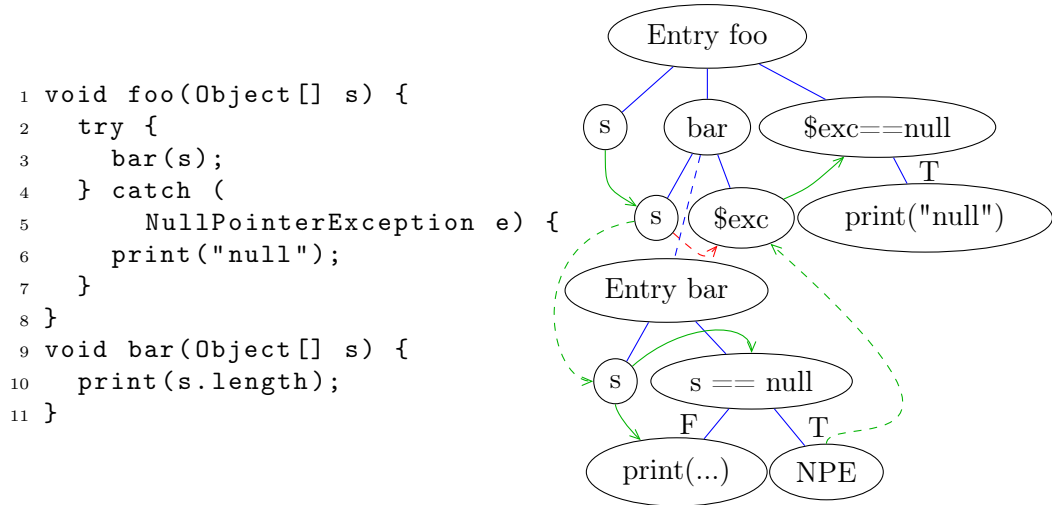 1 void foo(Object[] s) {
2 try {
3 bar(s);
4 } catch (
5 NullPointerException e) {
6 print("null");
7 }
8 }
9 void bar(Object[] s) {
10 print(s.length);
11 }
Entry foo
s
bar
$exc==null
T
s
$exc
print("null")
Entry bar
s
s == null
F
T
print(...)
NPE